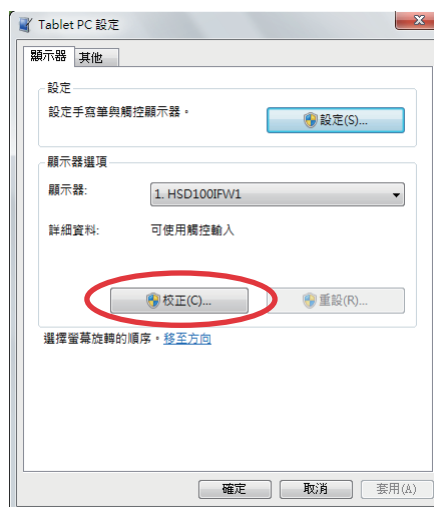 Tablet PC 設定
顯示器 其他
設定
設定手寫筆與觸控顯示器。
設定(S)...
顯示器選項
顯示器: 1. HSD100IFW1
詳細資料: 可使用觸控輸入
校正(C)... 重設(R)...
選擇螢幕旋轉的順序。移至方向
確定 取消 套用(A)